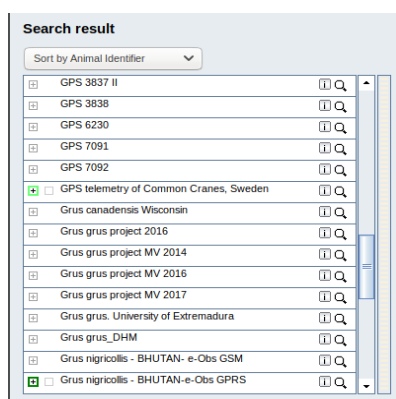 Search result
Sort by Animal Identifier
GPS 3837 II
GPS 3838
GPS 6230
GPS 7091
GPS 7092
GPS telemetry of Common Cranes, Sweden
Grus canadensis Wisconsin
Grus grus project 2016
Grus grus project MV 2014
Grus grus project MV 2016
Grus grus project MV 2017
Grus grus. University of Extremadura
Grus grus_DHM
Grus nigricollis - BHUTAN- e-Obs GSM
Grus nigricollis - BHUTAN-e-Obs GPRS